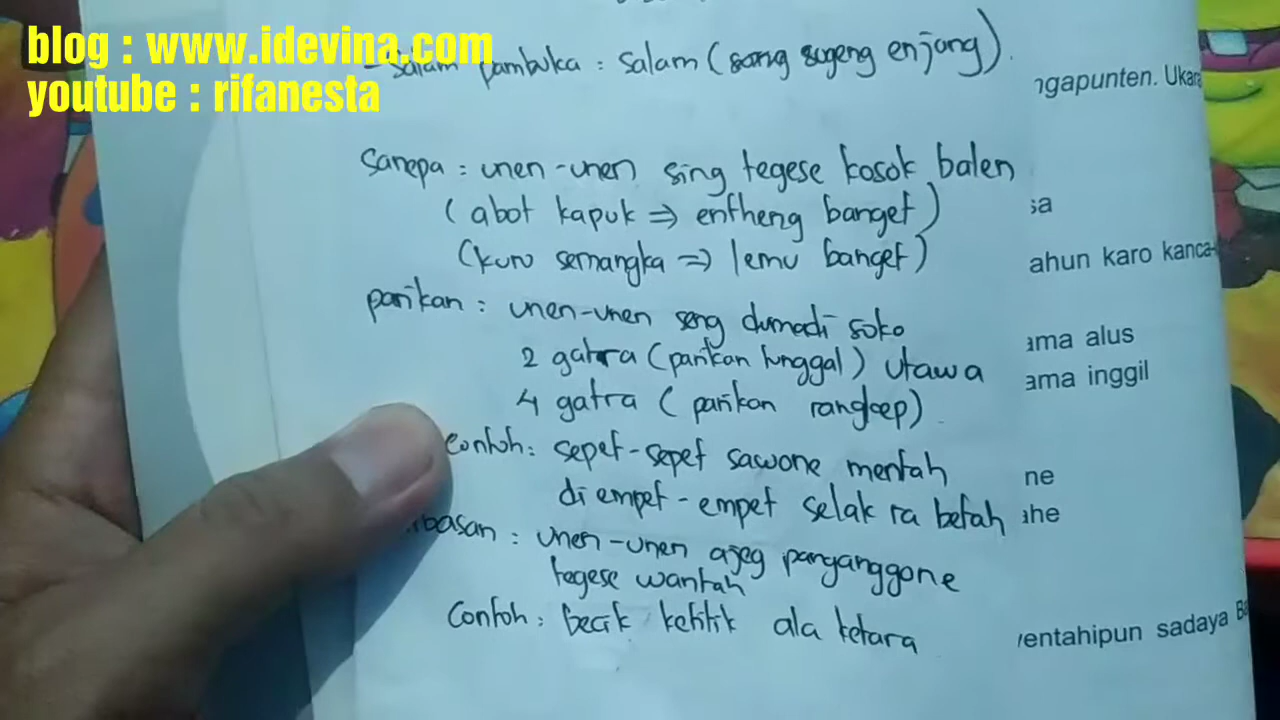 blog : www.idevina.com
youtube : rifanesta
- Salam pambuka : salam (sugeng enjang).
ngapunten. Ukara
Sanepa : unen-unen sing tegese kosok balen
(abot kapuk => entheng banget)
sa
(kuru semangka => lemu banget)
ahun karo kanca-
parikan : unen-unen seng dumadi soko
ama alus
2 gatra (parikan tunggal) utawa
ama inggil
4 gatra (parikan rangkep).
Contoh : sepet-sepet sawone mentah
ne
di empet-empet selak ra betah
ahe
basan : unen-unen ajeg panganggone
tegese wantah
Contoh : becik ketitik ala ketara
entahipun sadaya